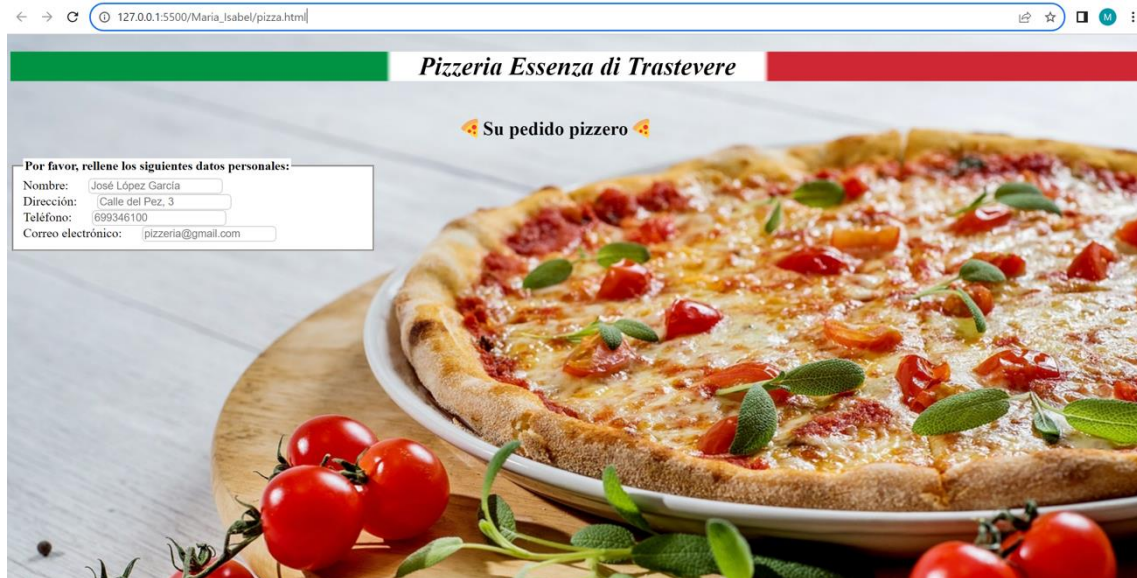 127.0.0.1:5500/Maria_Isabel/pizza.html
M
Pizzeria Essenza di Trastevere
🍕 Su pedido pizzero 🍕
Por favor, rellene los siguientes datos personales:
Nombre: José López García
Dirección: Calle del Pez, 3
Teléfono: 699346100
Correo electrónico: pizzeria@gmail.com